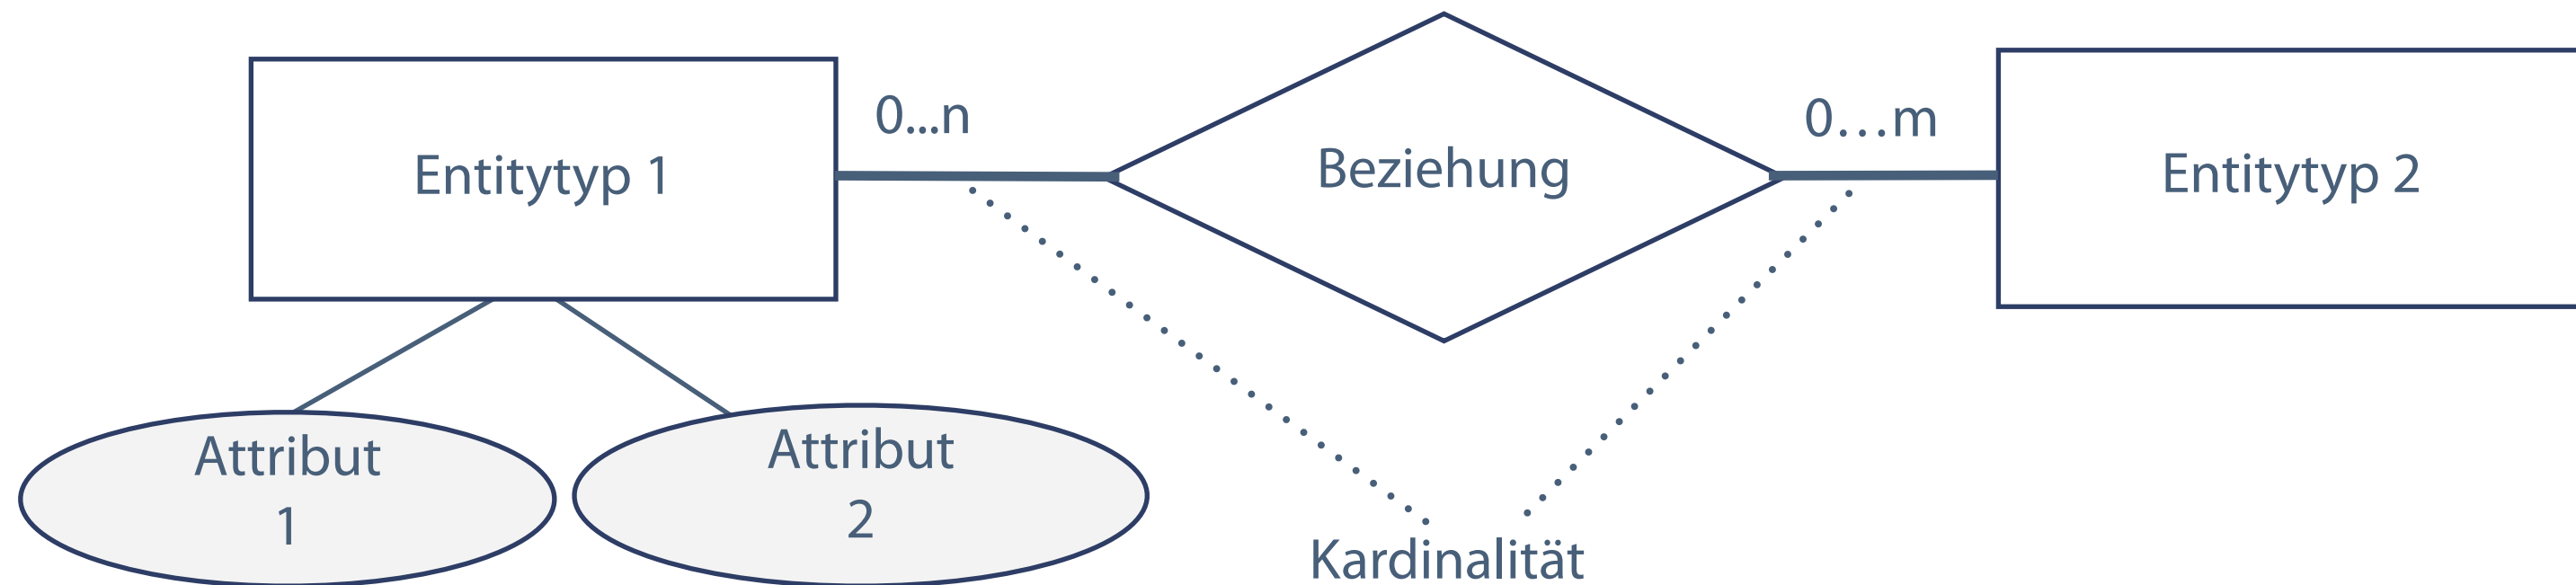 0...n
0…m
Entitytyp 1
Beziehung
Entitytyp 2
Attribut
1
Attribut
2
Kardinalität